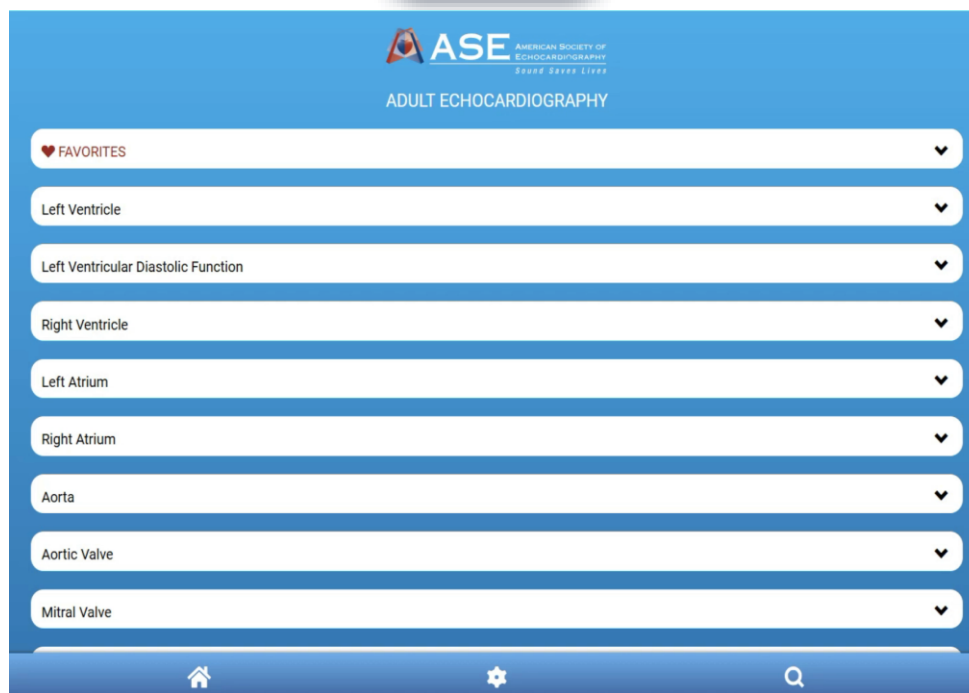 ASE AMERICAN SOCIETY OF
ECHOCARDIOGRAPHY
Sound Saves Lives
ADULT ECHOCARDIOGRAPHY
FAVORITES
Left Ventricle
Left Ventricular Diastolic Function
Right Ventricle
Left Atrium
Right Atrium
Aorta
Aortic Valve
Mitral Valve